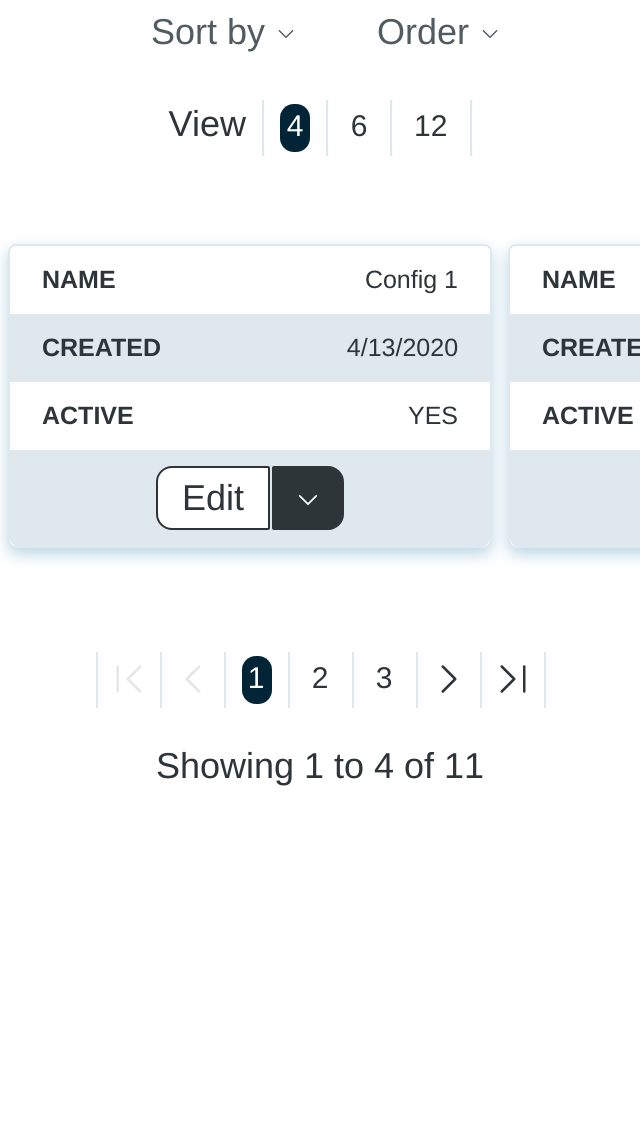 Sort by Order
View 4 6 12
NAME Config 1 NAME
CREATED 4/13/2020 CREATE
ACTIVE YES ACTIVE
Edit
1 2 3
Showing 1 to 4 of 11